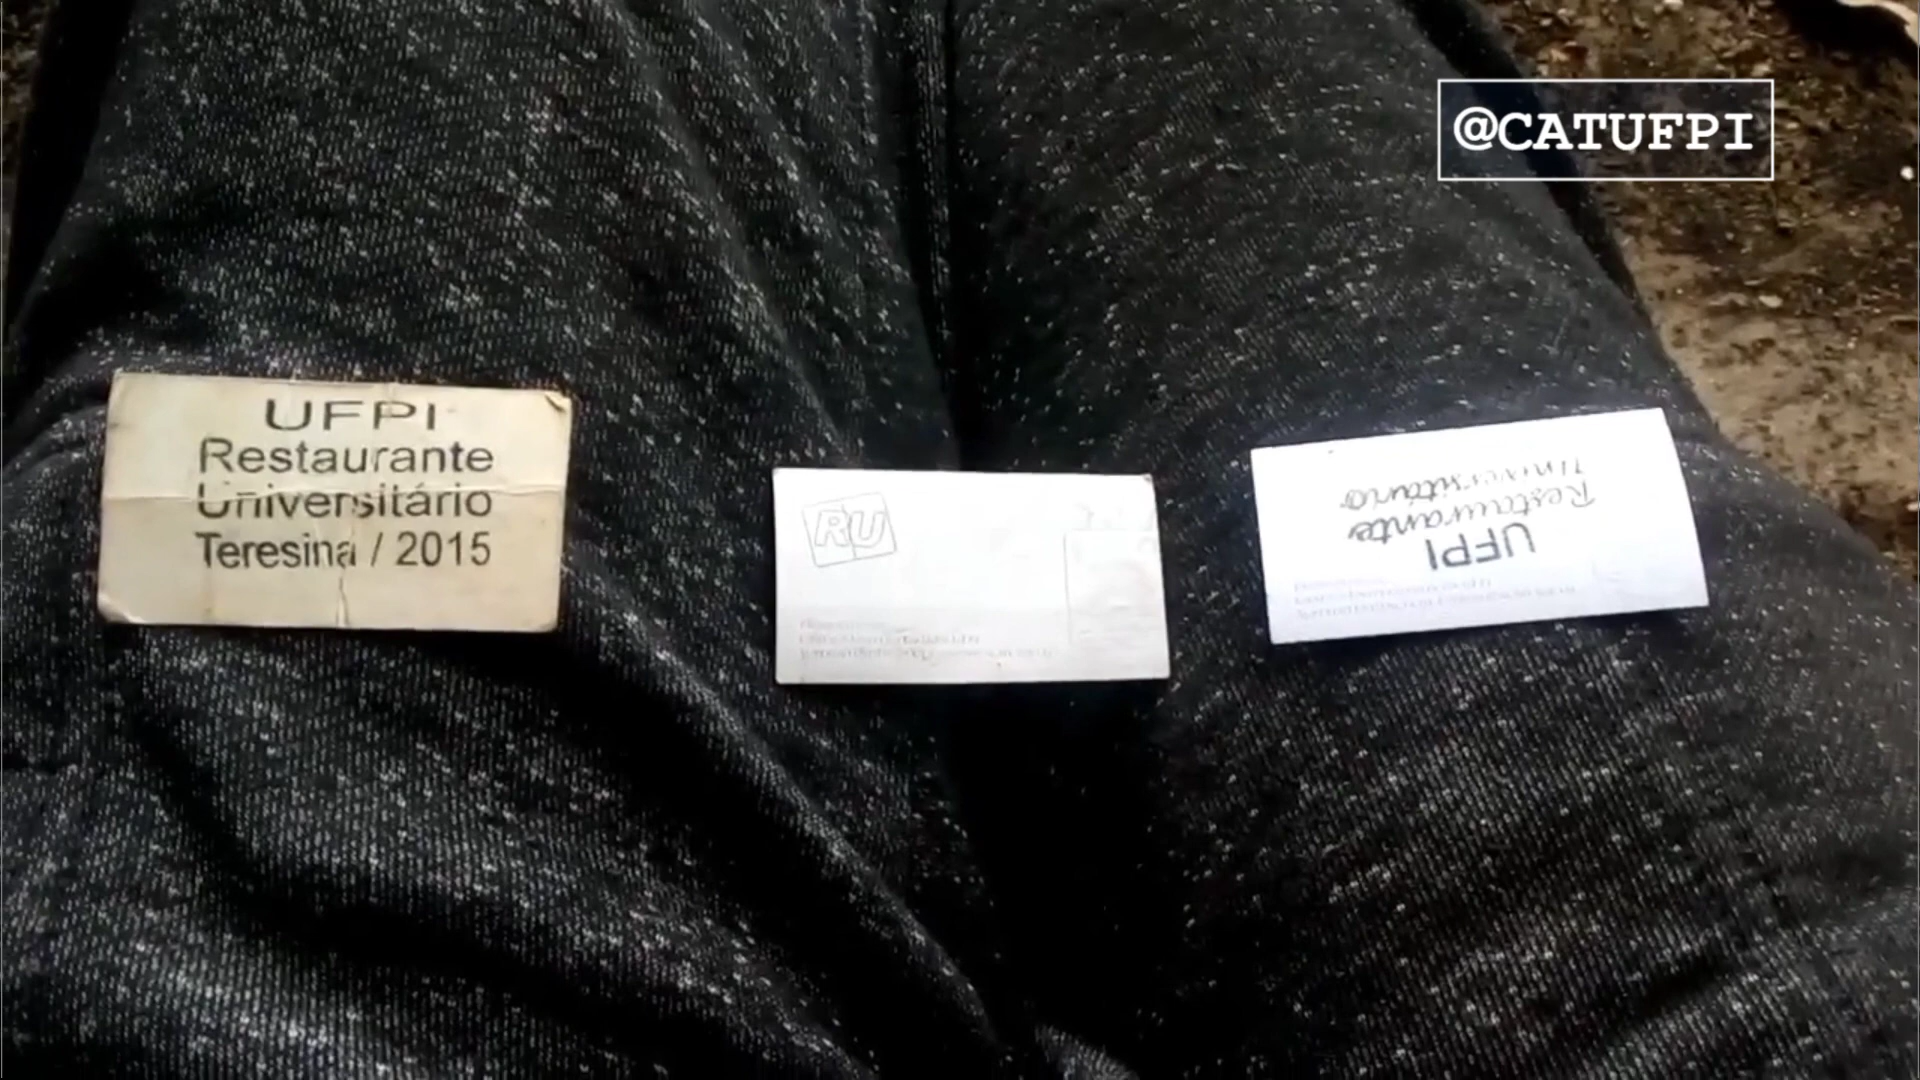 @CATUFPI
UFPI
Restaurante
Universitário
Teresina / 2015
RU
UFPI
Restaurante
Universitário